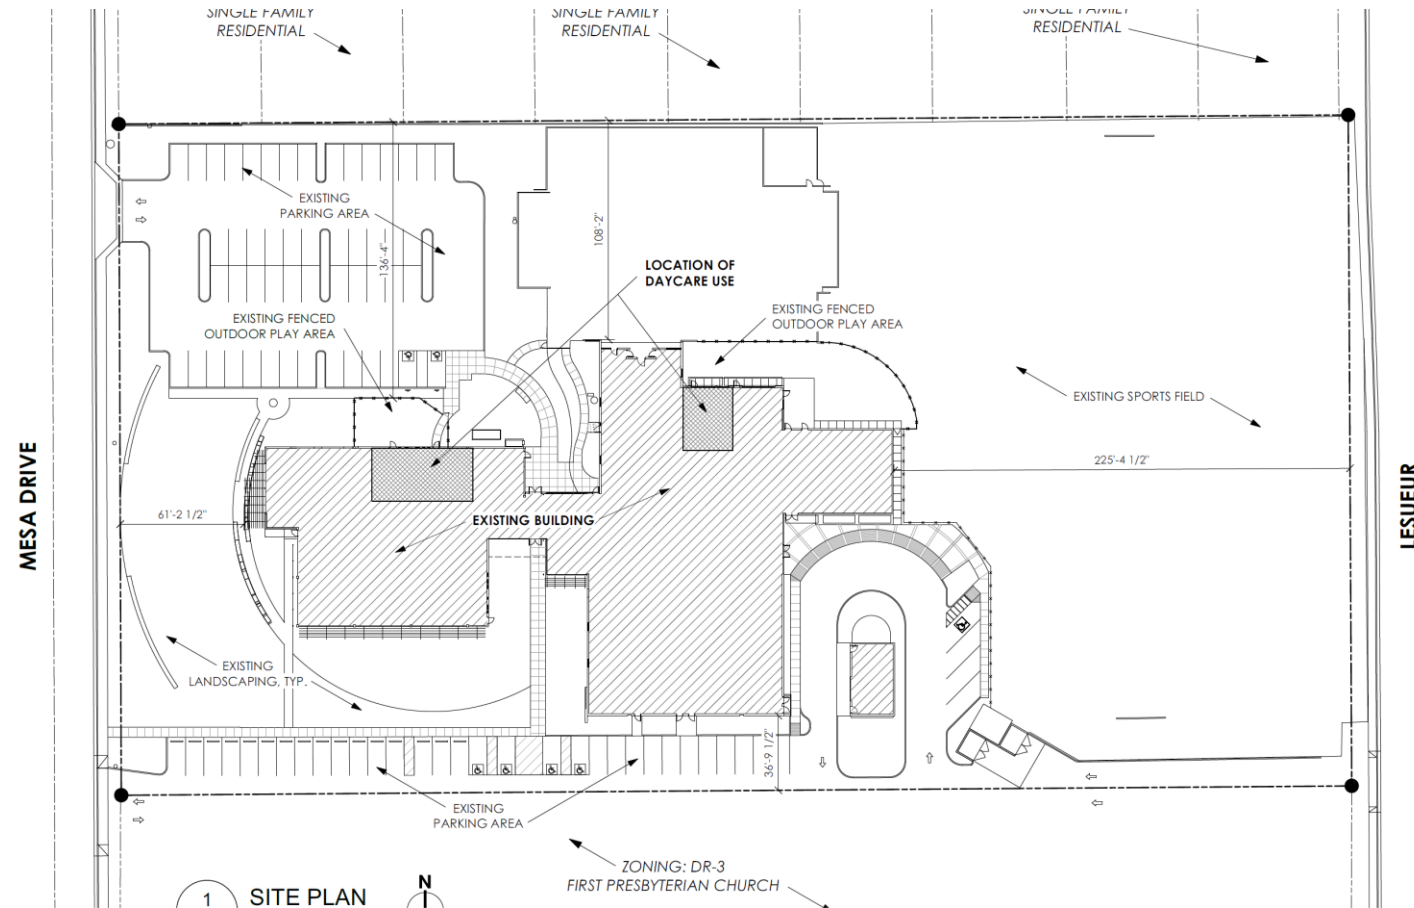 SINGLE FAMILY
RESIDENTIAL
SINGLE FAMILY
RESIDENTIAL
SINGLE FAMILY
RESIDENTIAL
EXISTING
PARKING AREA
136'-4"
108'-2"
LOCATION OF
DAYCARE USE
EXISTING FENCED
OUTDOOR PLAY AREA
EXISTING FENCED
OUTDOOR PLAY AREA
EXISTING SPORTS FIELD
225'-4 1/2"
MESA DRIVE
LESUEUR
61'-2 1/2"
EXISTING BUILDING
EXISTING
LANDSCAPING, TYP.
36'-9 1/2"
EXISTING
PARKING AREA
ZONING: DR-3
FIRST PRESBYTERIAN CHURCH
1
SITE PLAN
N